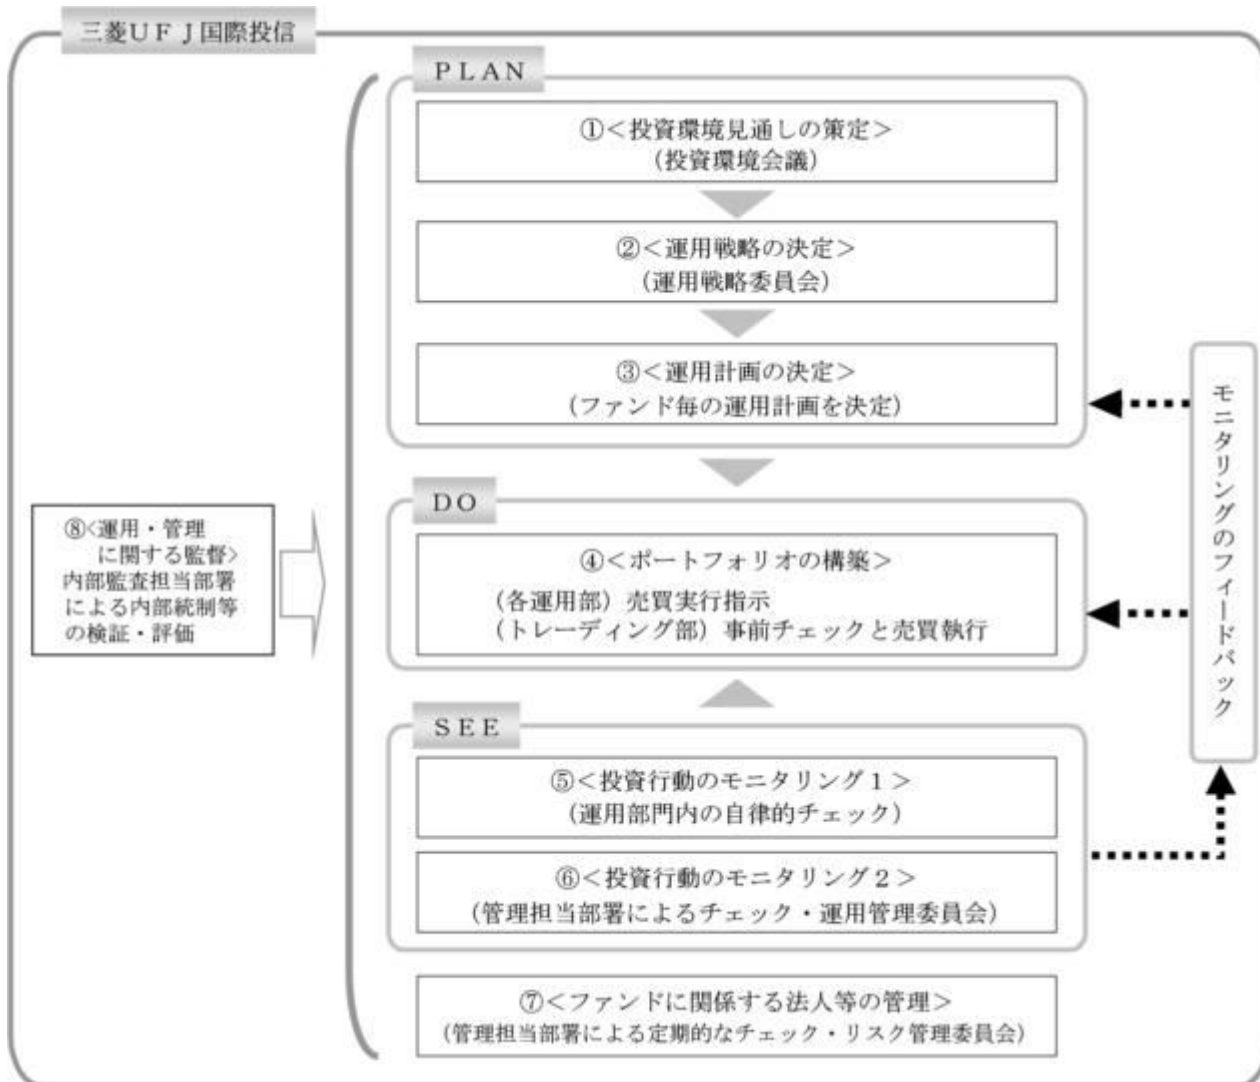 三菱UFJ国際投信
PLAN
①＜投資環境見通しの策定＞
（投資環境会議）
②＜運用戦略の決定＞
（運用戦略委員会）
③＜運用計画の決定＞
（ファンド毎の運用計画を決定）
DO
④＜ポートフォリオの構築＞
（各運用部）売買実行指示
（トレーディング部）事前チェックと売買執行
SEE
⑤＜投資行動のモニタリング１＞
（運用部門内の自律的チェック）
⑥＜投資行動のモニタリング２＞
（管理担当部署によるチェック・運用管理委員会）
⑦＜ファンドに関係する法人等の管理＞
（管理担当部署による定期的なチェック・リスク管理委員会）
⑧<運用・管理
に関する監督>
内部監査担当部署
による内部統制等
の検証・評価
モニタリングのフィードバック